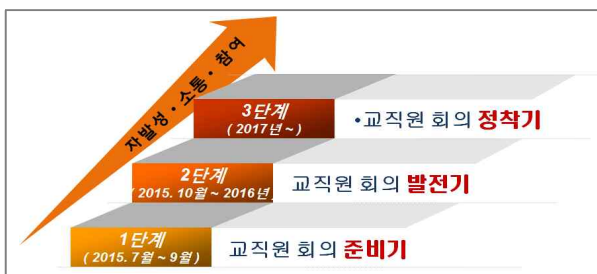 자발성·소통·참여
3단계
( 2017년 ~ )
•교직원 회의 정착기
2단계
( 2015. 10월 ~ 2016년 )
교직원 회의 발전기
1단계
( 2015. 7월 ~ 9월 )
교직원 회의 준비기